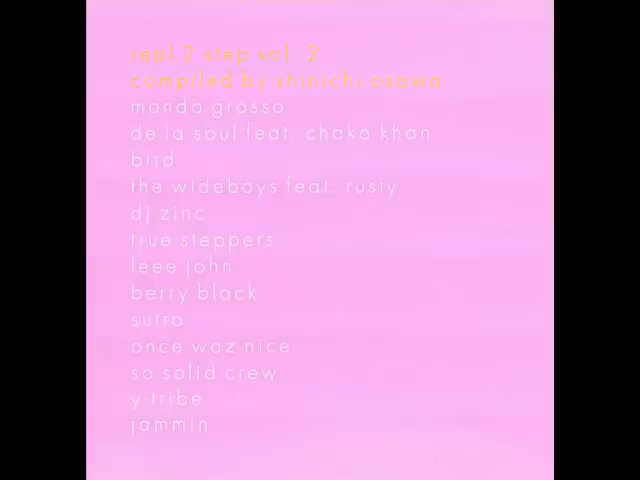 real 2 step vol. 2
compiled by shinichi osawa
mondo grosso
de la soul feat. chaka khan
bird
the wideboys feat. rusty
dj zinc
true steppers
leee john
berry black
sutra
once waz nice
so solid crew
y-tribe
jammin